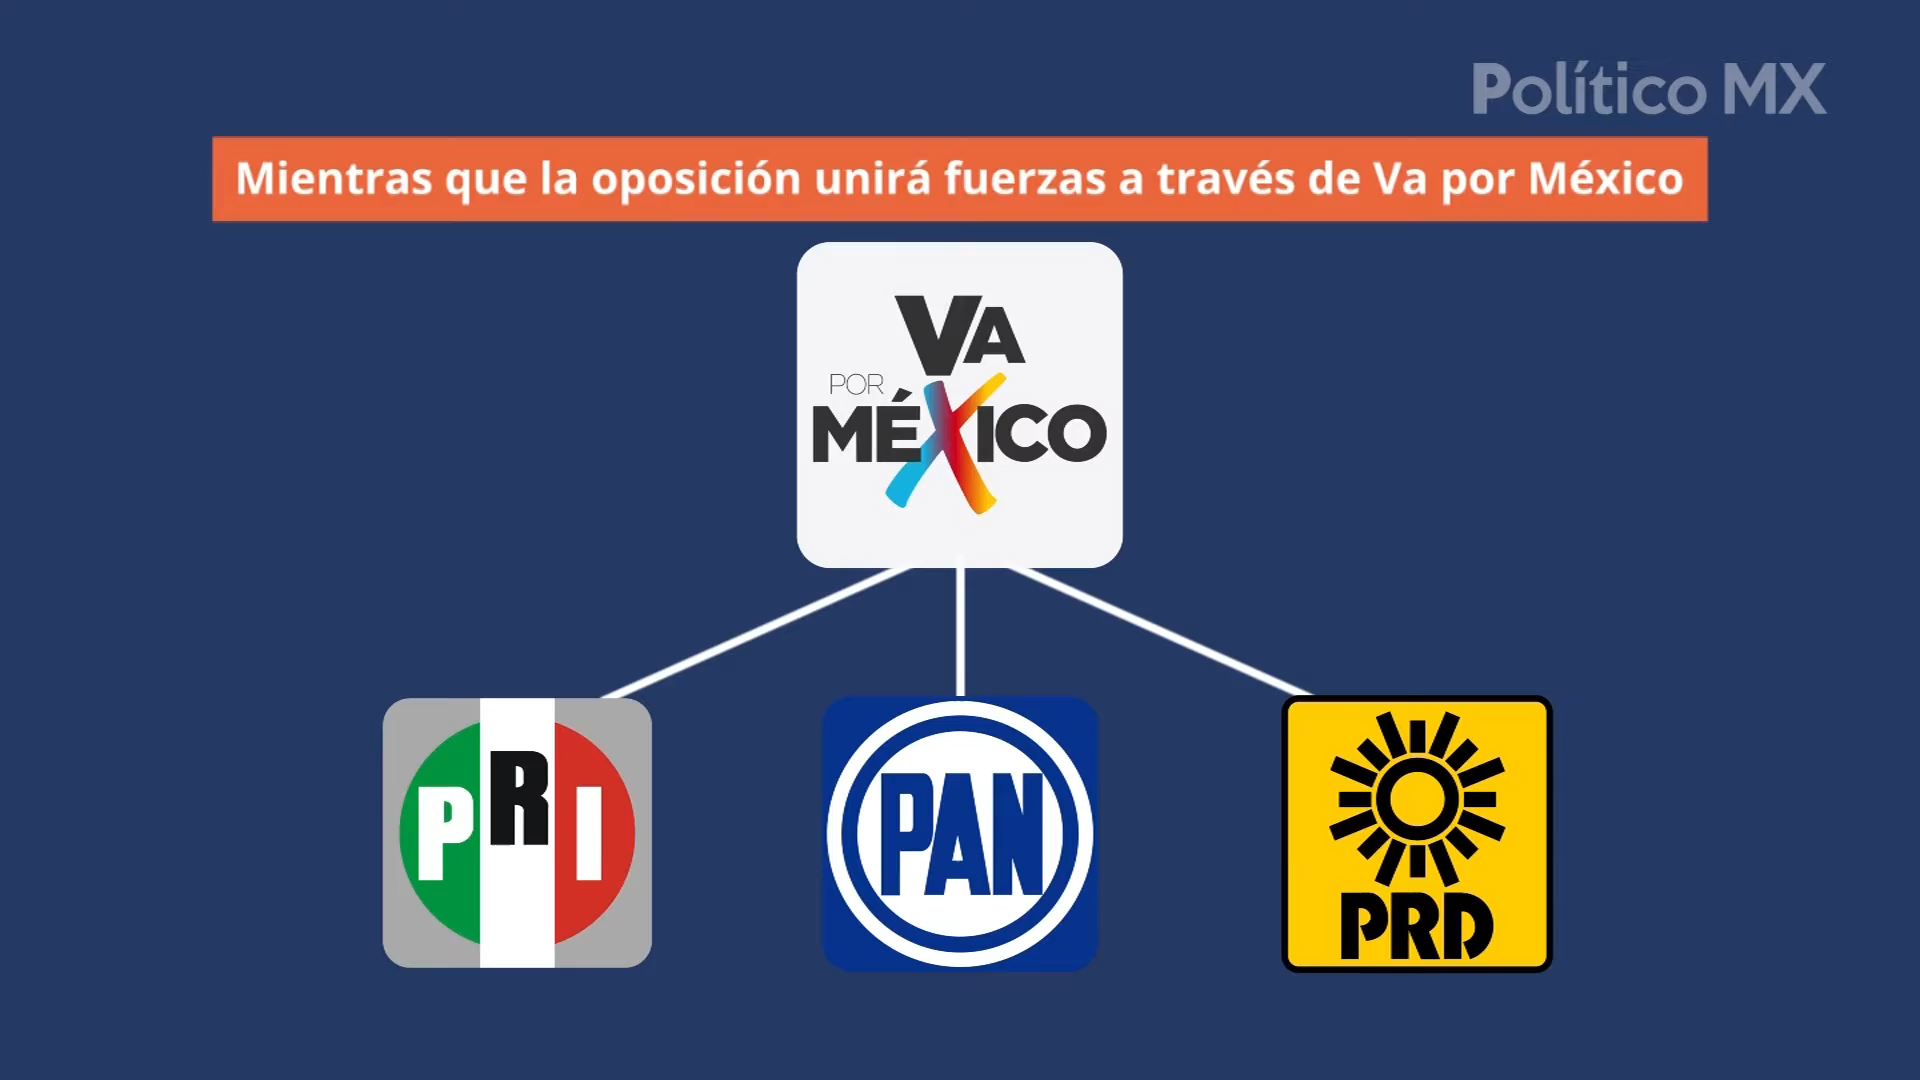 Político MX
Mientras que la oposición unirá fuerzas a través de Va por México
VA
POR
MÉXICO
PRI
PAN
PRD